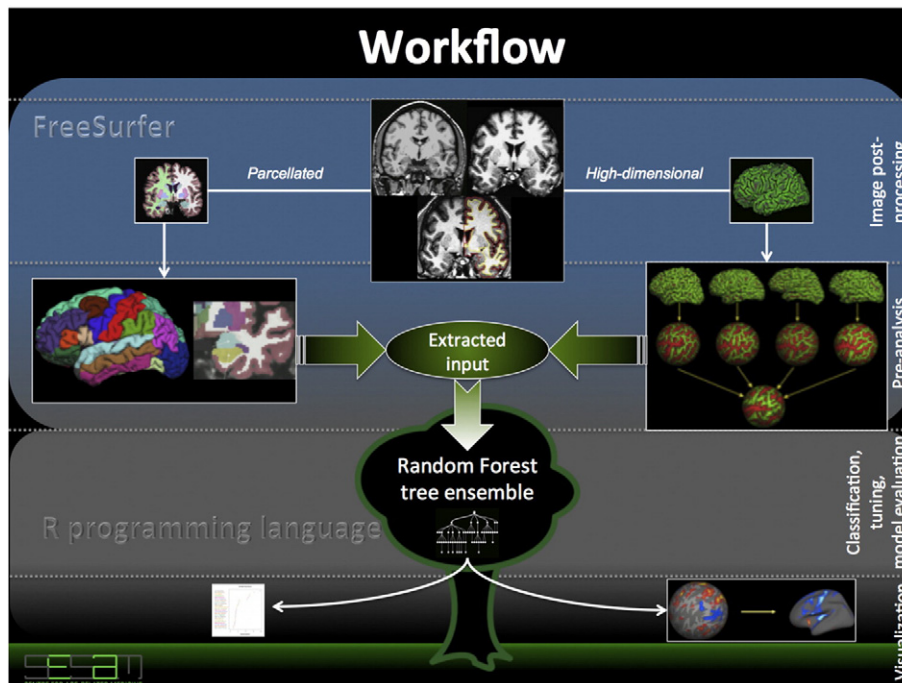 Workflow
FreeSurfer
Parcellated
High-dimensional
Image post-
processing
Extracted
input
Pre-analysis
Random Forest
tree ensemble
R programming language
Classification,
tuning,
model evaluation
Visualization
SESAM